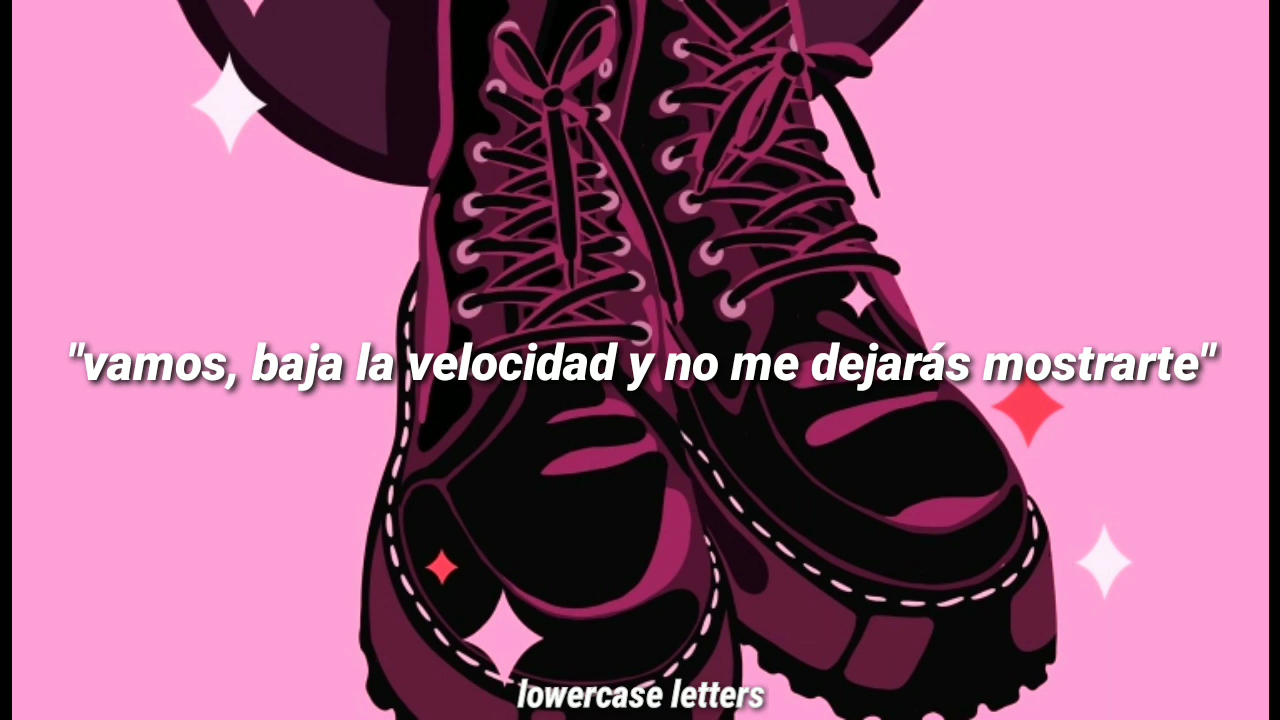 "vamos, baja la velocidad y no me dejarás mostrarte"
lowercase letters